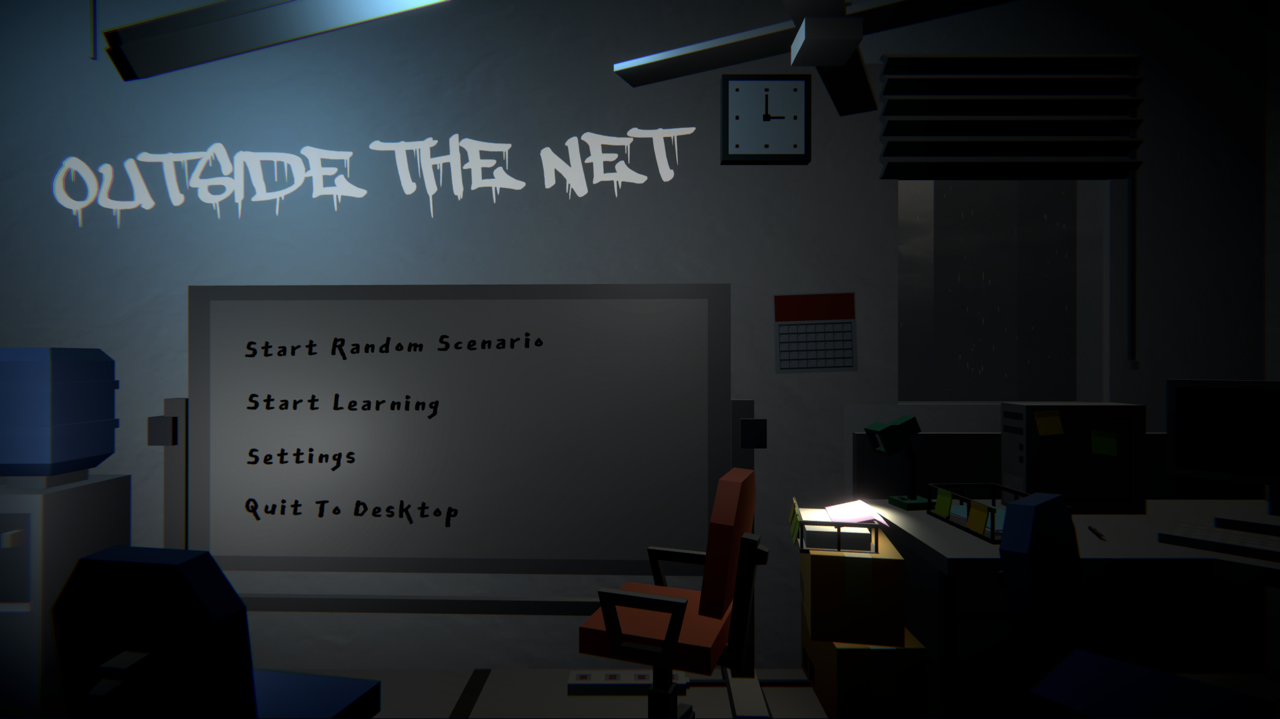 OUTSIDE THE NET
Start Random Scenario
Start Learning
Settings
Quit To Desktop